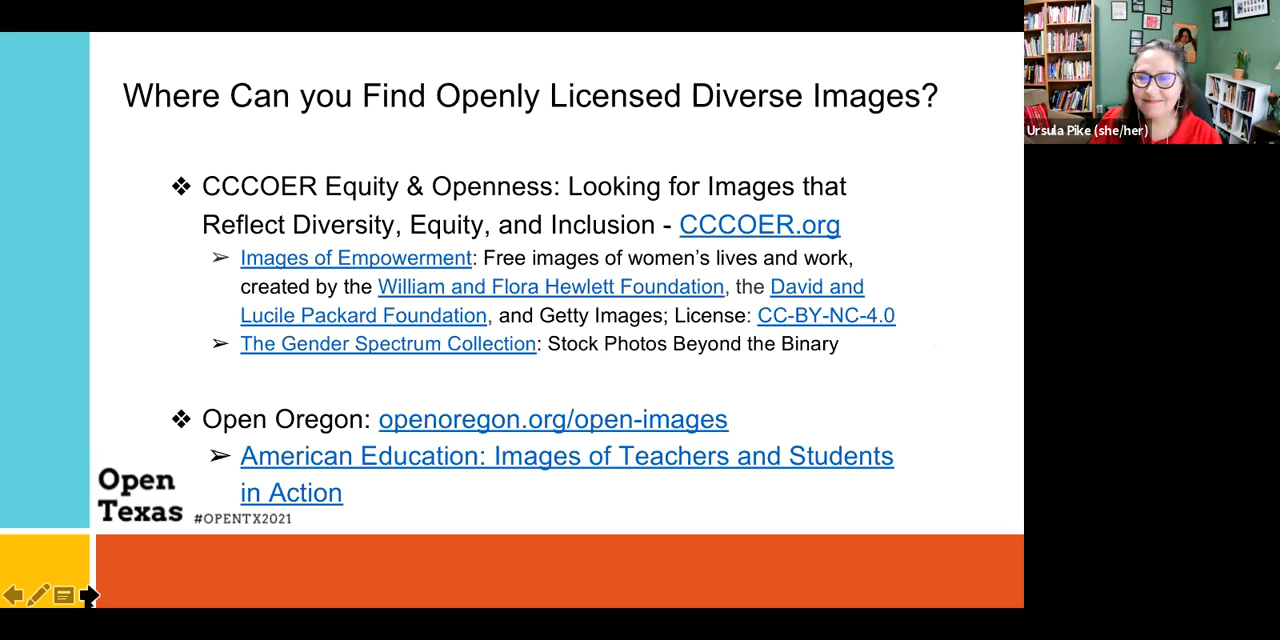 Where Can you Find Openly Licensed Diverse Images?
Ursula Pike (she/her)
❖ CCCOER Equity & Openness: Looking for Images that
Reflect Diversity, Equity, and Inclusion - CCCOER.org
➢ Images of Empowerment: Free images of women’s lives and work,
created by the William and Flora Hewlett Foundation, the David and
Lucile Packard Foundation, and Getty Images; License: CC-BY-NC-4.0
➢ The Gender Spectrum Collection: Stock Photos Beyond the Binary
❖ Open Oregon: openoregon.org/open-images
➢ American Education: Images of Teachers and Students
in Action
Open
Texas #OPENTX2021